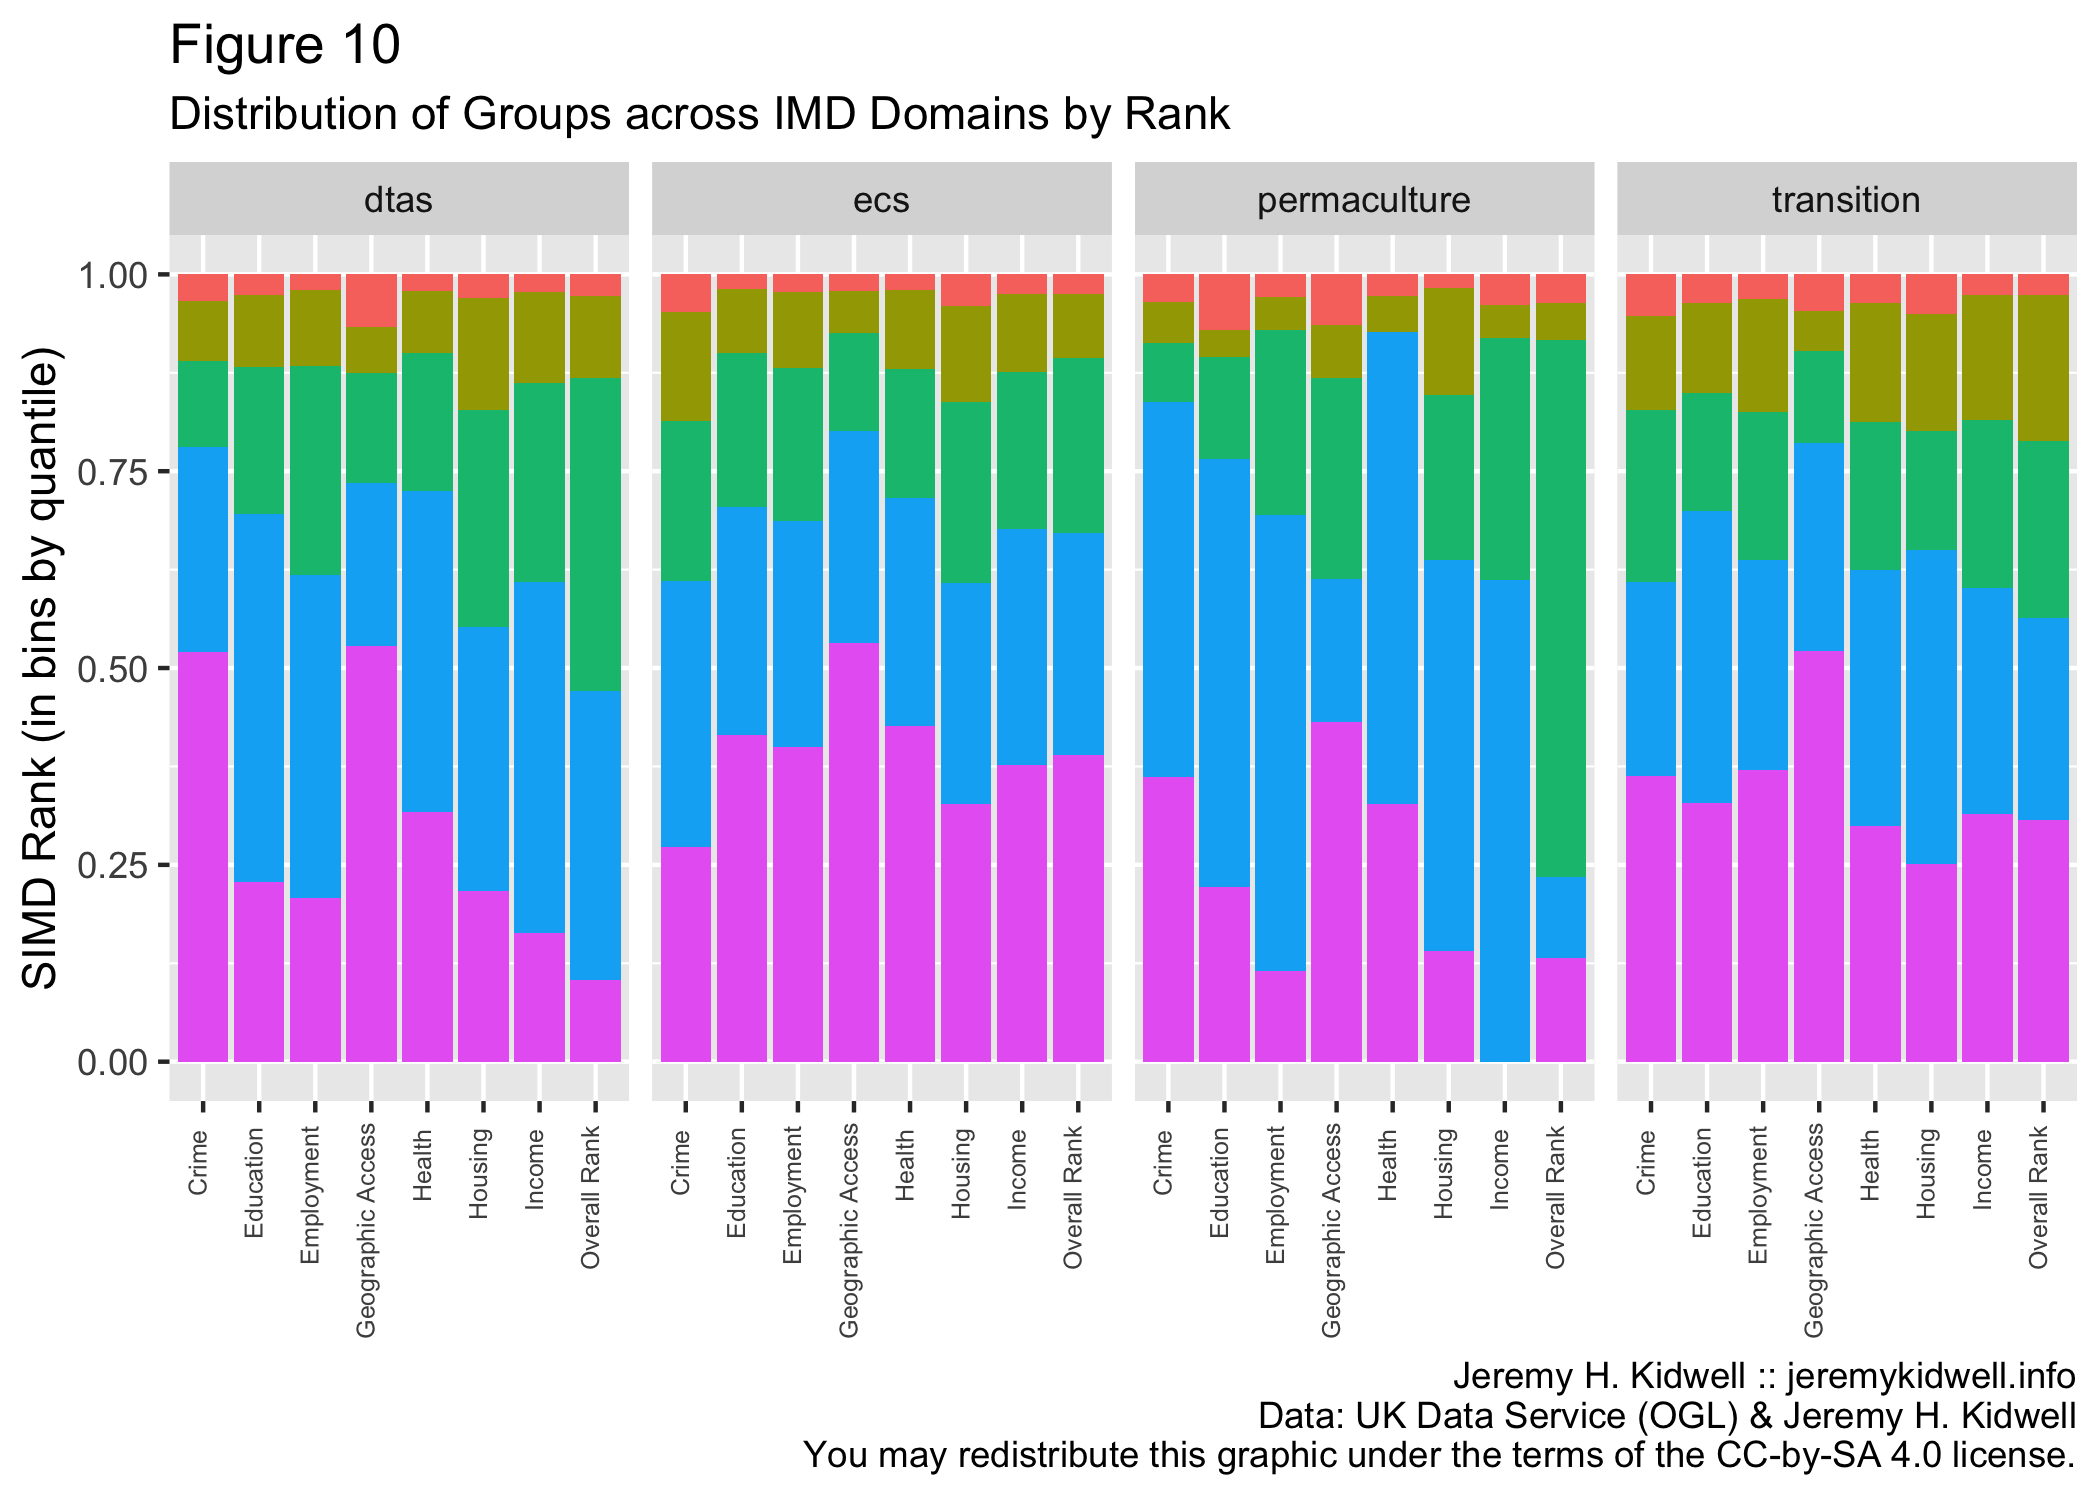 Figure 10
Distribution of Groups across IMD Domains by Rank
dtas
ecs
permaculture
transition
SIMD Rank (in bins by quantile)
1.00
0.75
0.50
0.25
0.00
Crime
Education
Employment
Geographic Access
Health
Housing
Income
Overall Rank
Crime
Education
Employment
Geographic Access
Health
Housing
Income
Overall Rank
Crime
Education
Employment
Geographic Access
Health
Housing
Income
Overall Rank
Crime
Education
Employment
Geographic Access
Health
Housing
Income
Overall Rank
Jeremy H. Kidwell :: jeremykidwell.info
Data: UK Data Service (OGL) & Jeremy H. Kidwell
You may redistribute this graphic under the terms of the CC-by-SA 4.0 license.